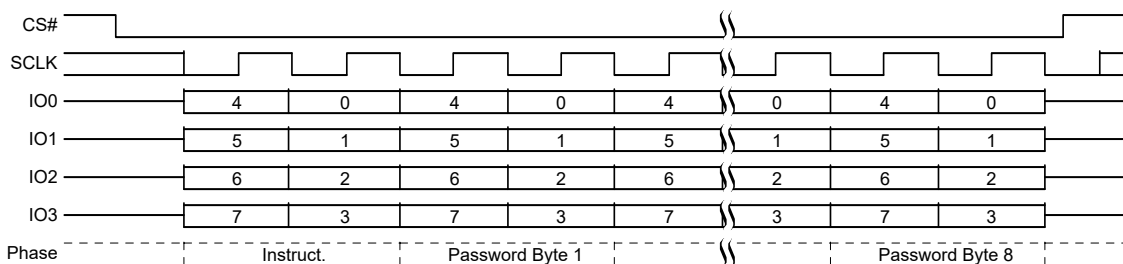 CS#
SCLK
IO0 4 0 4 0 4 0 4 0
IO1 5 1 5 1 5 1 5 1
IO2 6 2 6 2 6 2 6 2
IO3 7 3 7 3 7 3 7 3
Phase Instruct. Password Byte 1 Password Byte 8